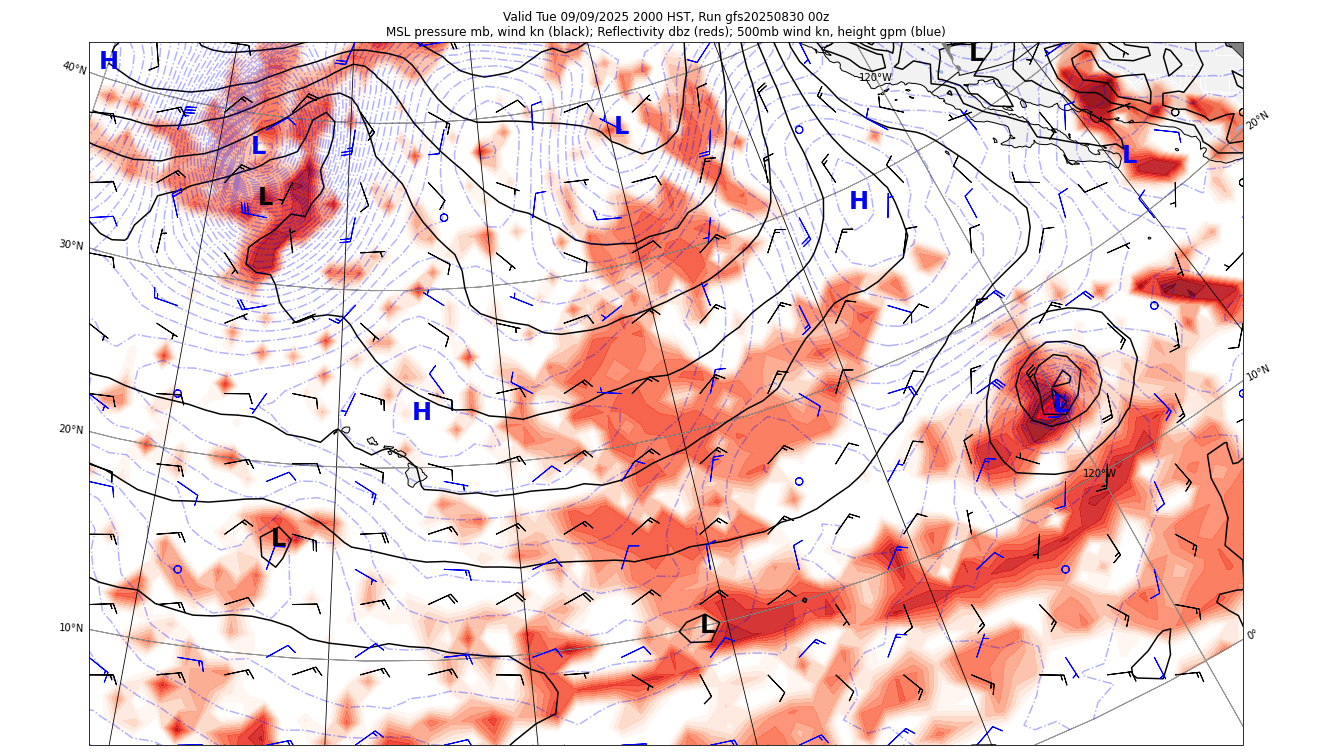 Valid Tue 09/09/2025 2000 HST, Run gfs20250830 00z
MSL pressure mb, wind kn (black); Reflectivity dbz (reds); 500mb wind kn, height gpm (blue)
H
L
40°N
120°W
20°N
L
L
L
L
H
30°N
10°N
L
H
20°N
120°W
L
L
10°N
0°